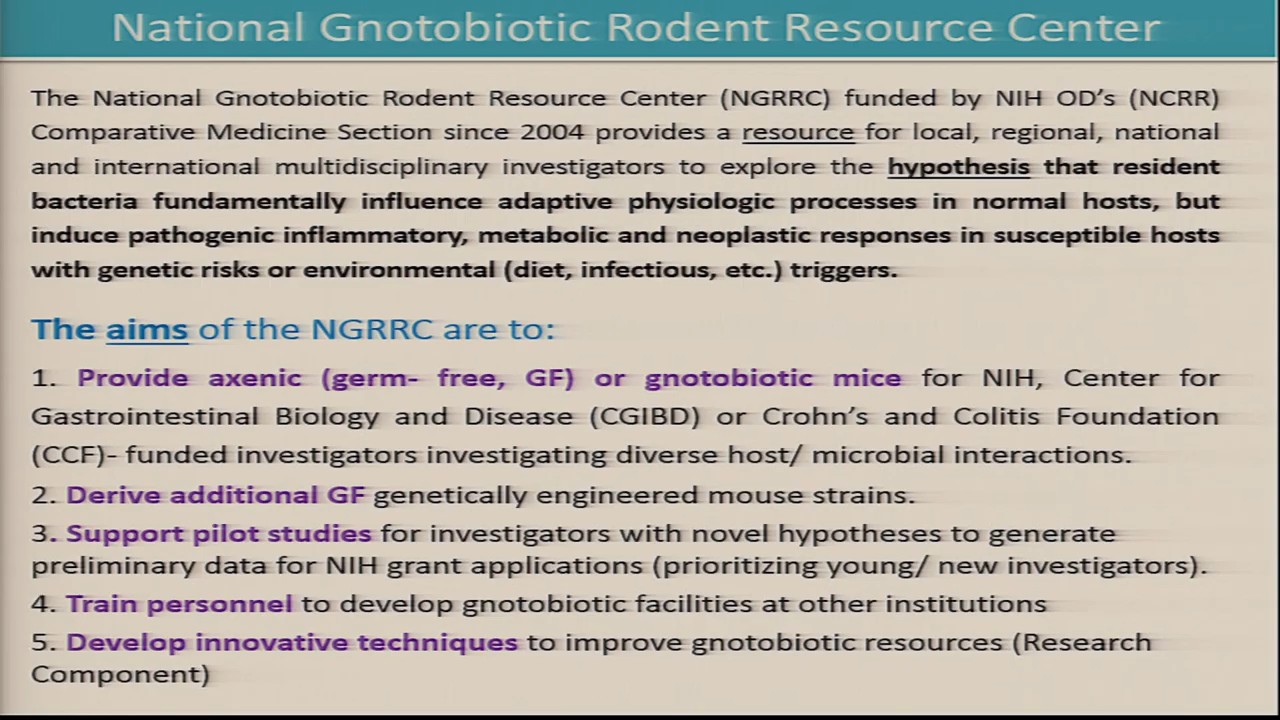 National Gnotobiotic Rodent Resource Center
The National Gnotobiotic Rodent Resource Center (NGRRC) funded by NIH OD’s (NCRR)
Comparative Medicine Section since 2004 provides a resource for local, regional, national
and international multidisciplinary investigators to explore the hypothesis that resident
bacteria fundamentally influence adaptive physiologic processes in normal hosts, but
induce pathogenic inflammatory, metabolic and neoplastic responses in susceptible hosts
with genetic risks or environmental (diet, infectious, etc.) triggers.
The aims of the NGRRC are to:
1. Provide axenic (germ- free, GF) or gnotobiotic mice for NIH, Center for
Gastrointestinal Biology and Disease (CGIBD) or Crohn’s and Colitis Foundation
(CCF)- funded investigators investigating diverse host/ microbial interactions.
2. Derive additional GF genetically engineered mouse strains.
3. Support pilot studies for investigators with novel hypotheses to generate
preliminary data for NIH grant applications (prioritizing young/ new investigators).
4. Train personnel to develop gnotobiotic facilities at other institutions
5. Develop innovative techniques to improve gnotobiotic resources (Research
Component)